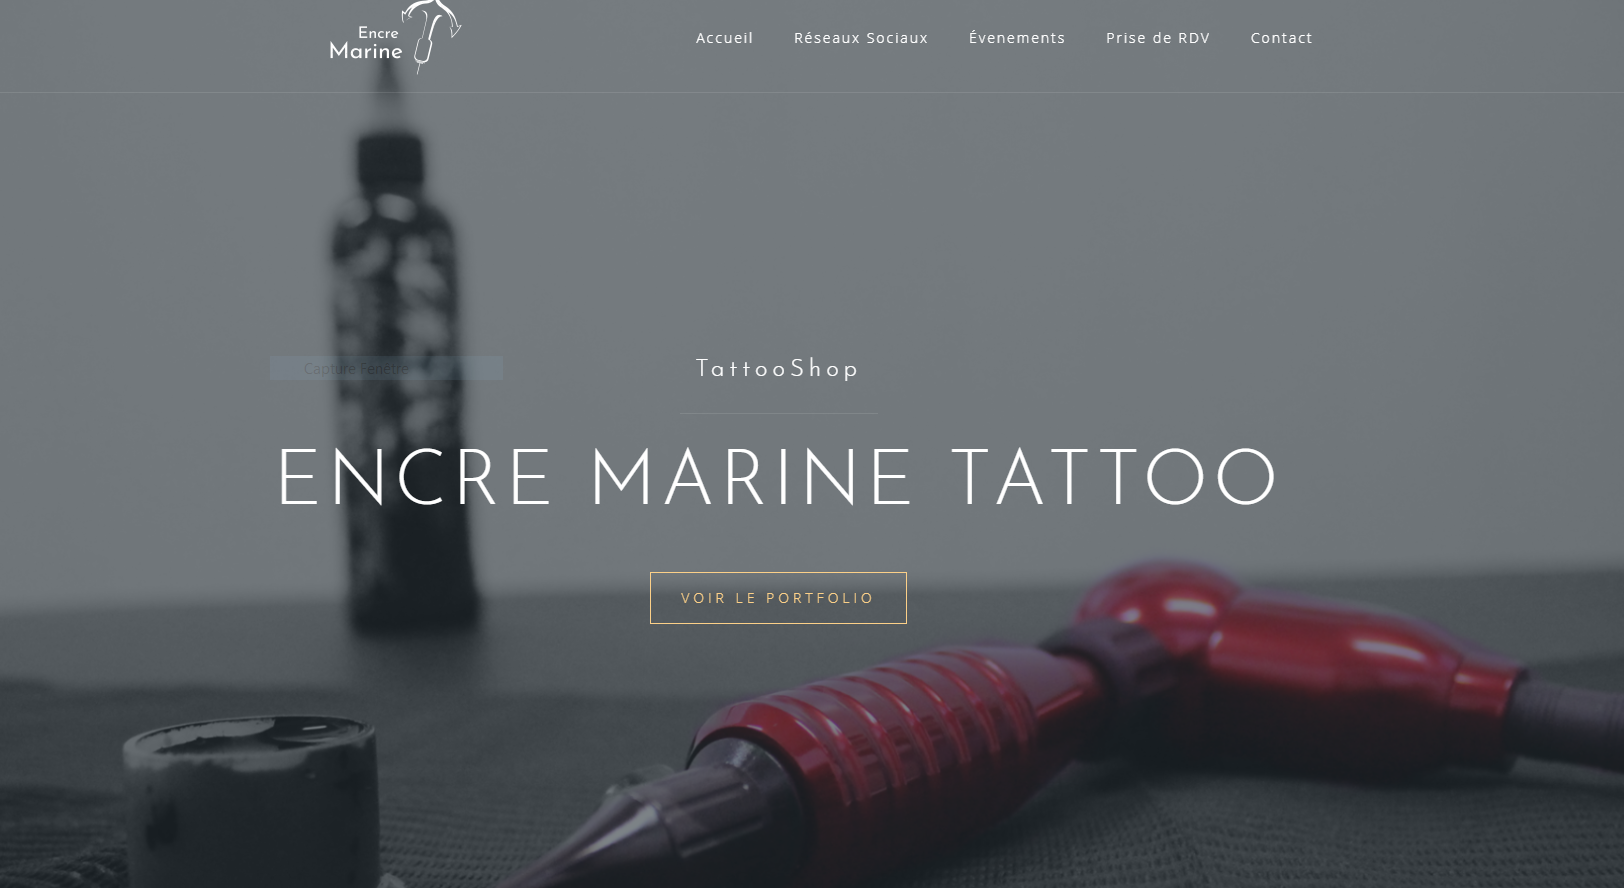 Encre
Marine
Accueil
Réseaux Sociaux
Évenements
Prise de RDV
Contact
Capture Fenêtre
TattooShop
ENCRE MARINE TATTOO
VOIR LE PORTFOLIO